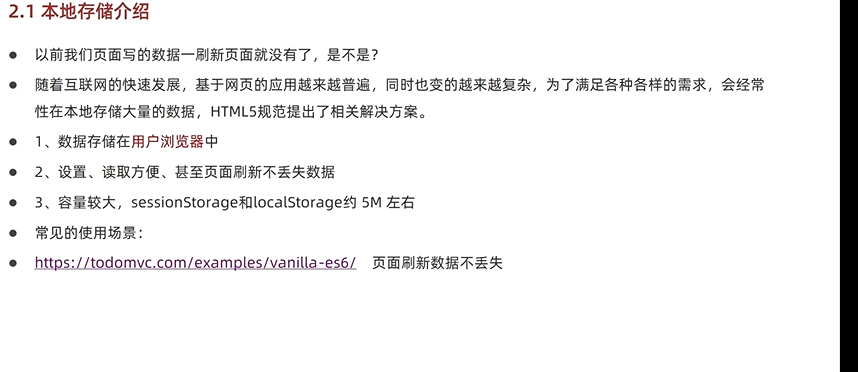 2.1 本地存储介绍
● 以前我们页面写的数据一刷新页面就没有了，是不是？
● 随着互联网的快速发展，基于网页的应用越来越普遍，同时也变的越来越复杂，为了满足各种各样的需求，会经常
性在本地存储大量的数据，HTML5规范提出了相关解决方案。
● 1、数据存储在用户浏览器中
● 2、设置、读取方便、甚至页面刷新不丢失数据
● 3、容量较大，sessionStorage和localStorage约 5M 左右
● 常见的使用场景：
● https://todomvc.com/examples/vanilla-es6/ 页面刷新数据不丢失